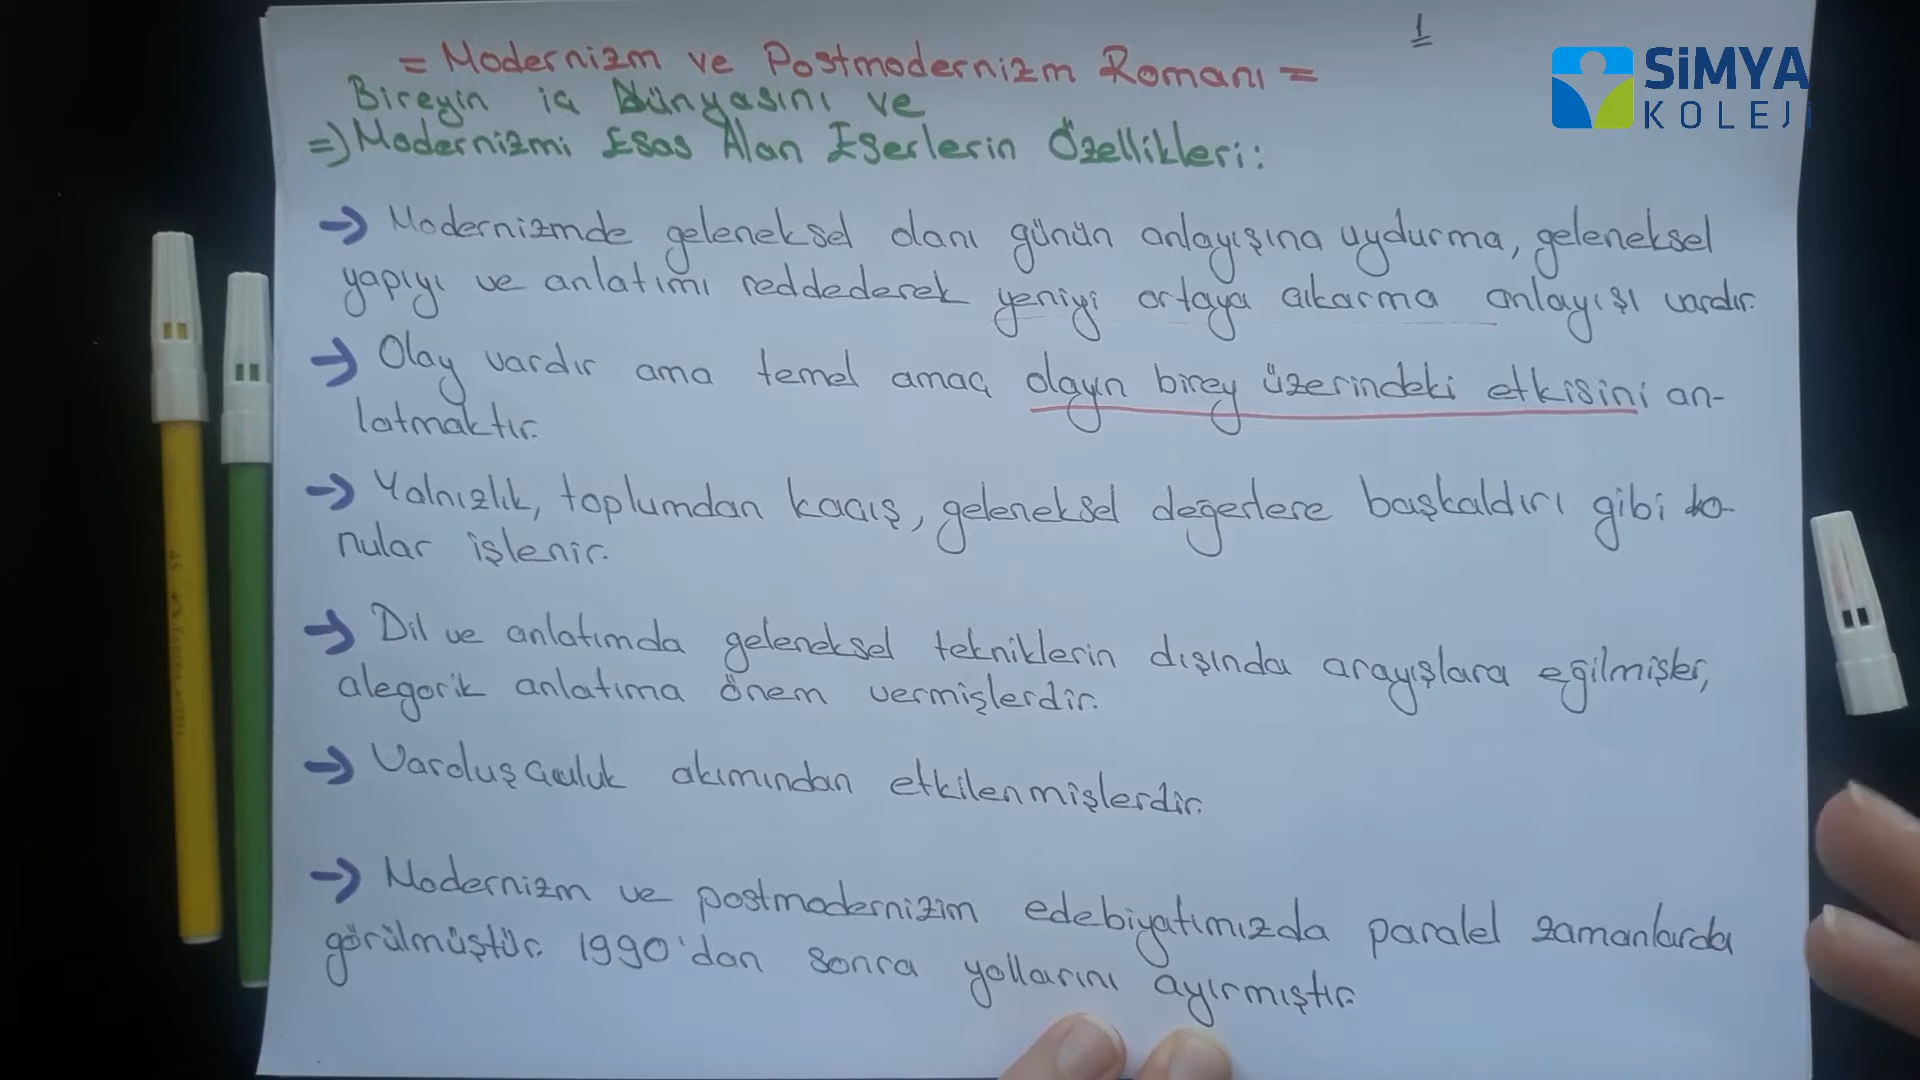 1
= Modernizm ve Postmodernizm Romanı =
SiMYA
KOLEJİ
Bireyin iç Dünyasını ve
=> Modernizmi Esas Alan Eserlerin Özellikleri:
→ Modernizmde geleneksel olanı günün anlayışına uydurma, geleneksel
yapıyı ve anlatımı reddederek yeniyi ortaya çıkarma anlayışı vardır.
→ Olay vardır ama temel amaç olayın birey üzerindeki etkisini an-
latmaktır.
→ Yalnızlık, toplumdan kaçış, geleneksel değerlere başkaldırı gibi ko-
nular işlenir.
→ Dil ve anlatımda geleneksel tekniklerin dışında arayışlara eğilmişler,
alegorik anlatıma önem vermişlerdir.
→ Varoluşçuluk akımından etkilenmişlerdir.
→ Modernizm ve postmodernizim edebiyatımızda paralel zamanlarda
görülmüştür. 1990'dan sonra yollarını ayırmıştır.